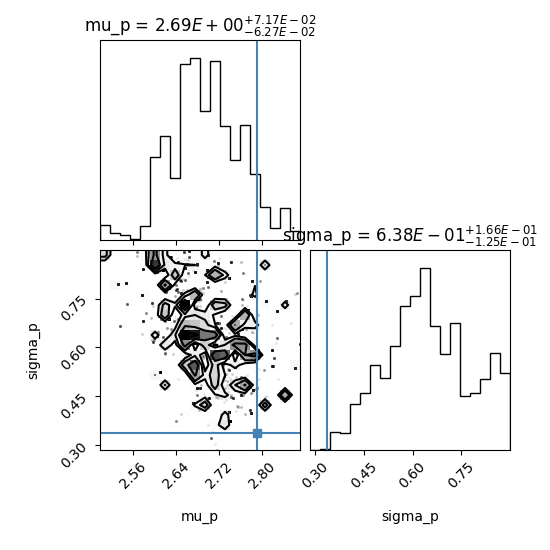 mu_p = 2.69E + 00+7.17E − 02 −6.27E − 02
sigma_p = 6.38E − 01+1.66E − 01 −1.25E − 01
sigma_p
0.75
0.60
0.45
0.30
2.56 2.64 2.72 2.80
0.30 0.45 0.60 0.75
mu_p
sigma_p